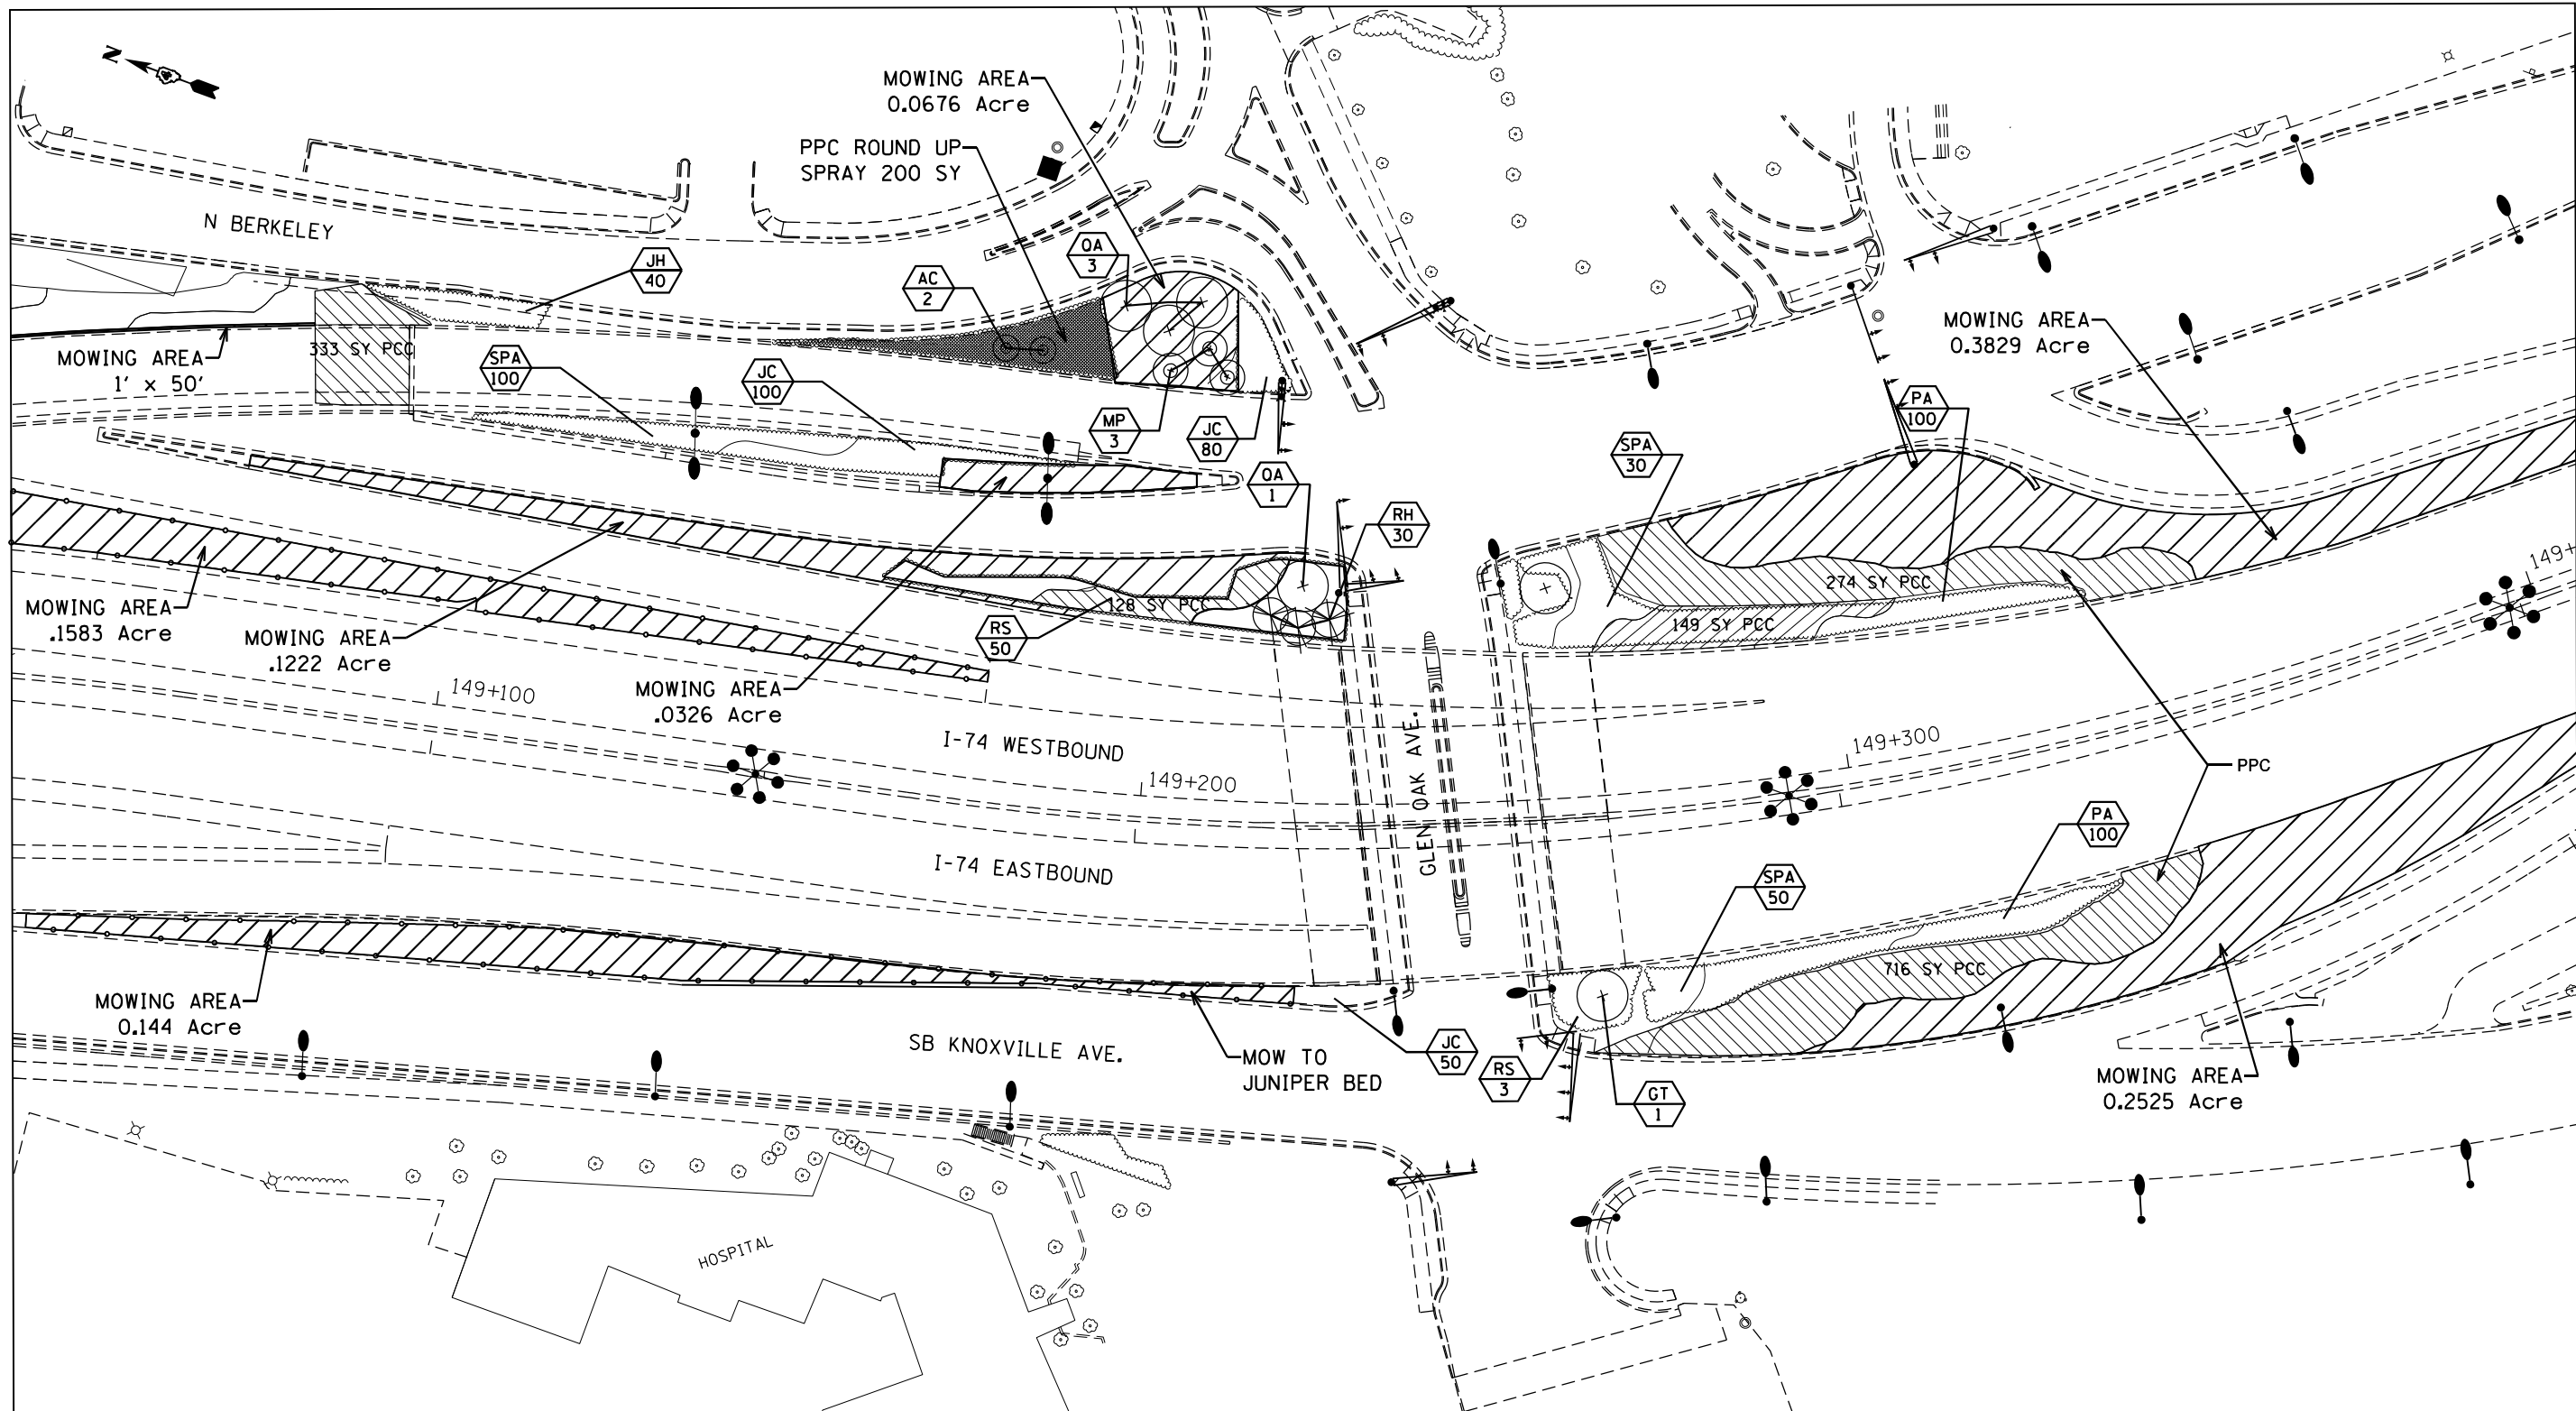 N
MOWING AREA
0.0676 Acre
PPC ROUND UP
SPRAY 200 SY
N BERKELEY
JH
40
OA
3
AC
2
MOWING AREA
1' x 50'
333 SY PCC
SPA
100
JC
100
MP
3
JC
80
QA
1
RH
30
SPA
30
PA
100
MOWING AREA
0.3829 Acre
149+
274 SY PCC
149 SY PCC
128 SY PCC
RS
50
MOWING AREA
.1583 Acre
MOWING AREA
.1222 Acre
MOWING AREA
.0326 Acre
149+100
I-74 WESTBOUND
149+200
GLEN OAK AVE.
149+300
PPC
I-74 EASTBOUND
PA
100
SPA
50
716 SY PCC
MOWING AREA
0.144 Acre
SB KNOXVILLE AVE.
MOW TO
JUNIPER BED
JC
50
RS
3
GT
1
MOWING AREA
0.2525 Acre
HOSPITAL